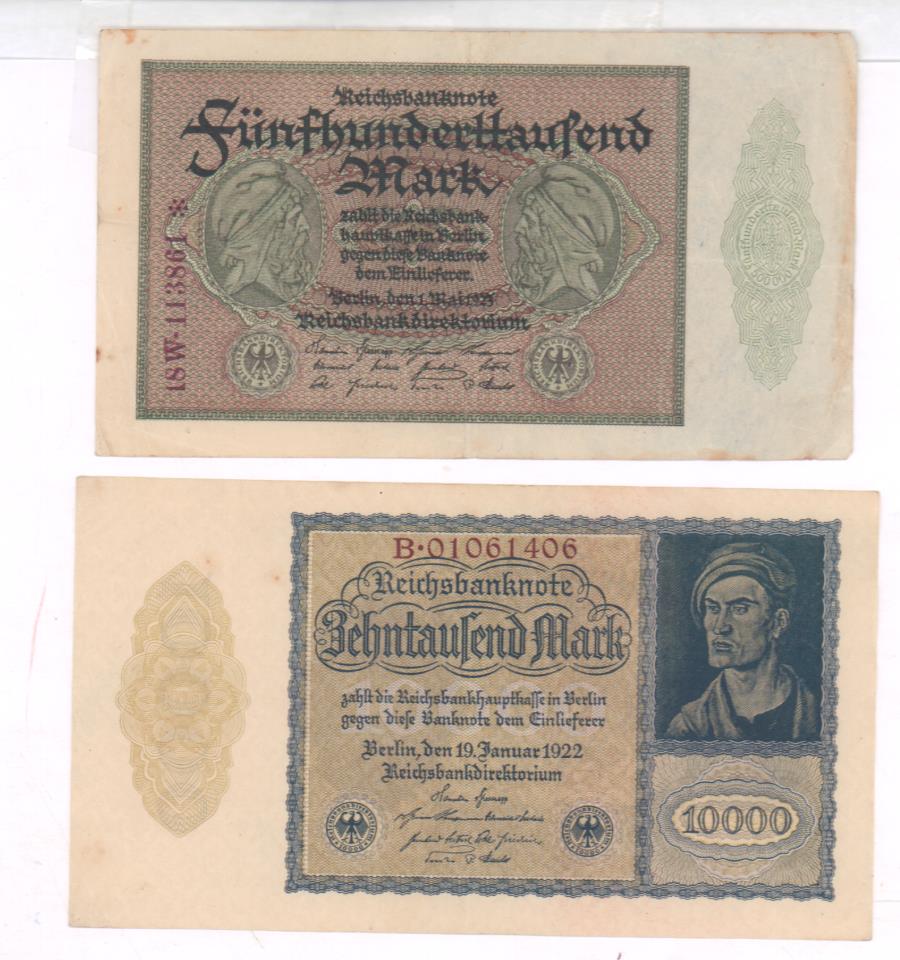 Reichsbanknote
Fünfhunderttausend
Mark
zahlt die Reichsbank-
hauptkasse in Berlin
gegen diese Banknote
dem Einlieferer.
Berlin, den 1. Mai 1923
Reichsbankdirektorium
18W·113861 *
B·01061406
Reichsbanknote
Zehntausend Mark
zahlt die Reichsbankhauptkasse in Berlin
gegen diese Banknote dem Einlieferer
Berlin, den 19. Januar 1922
Reichsbankdirektorium
10000